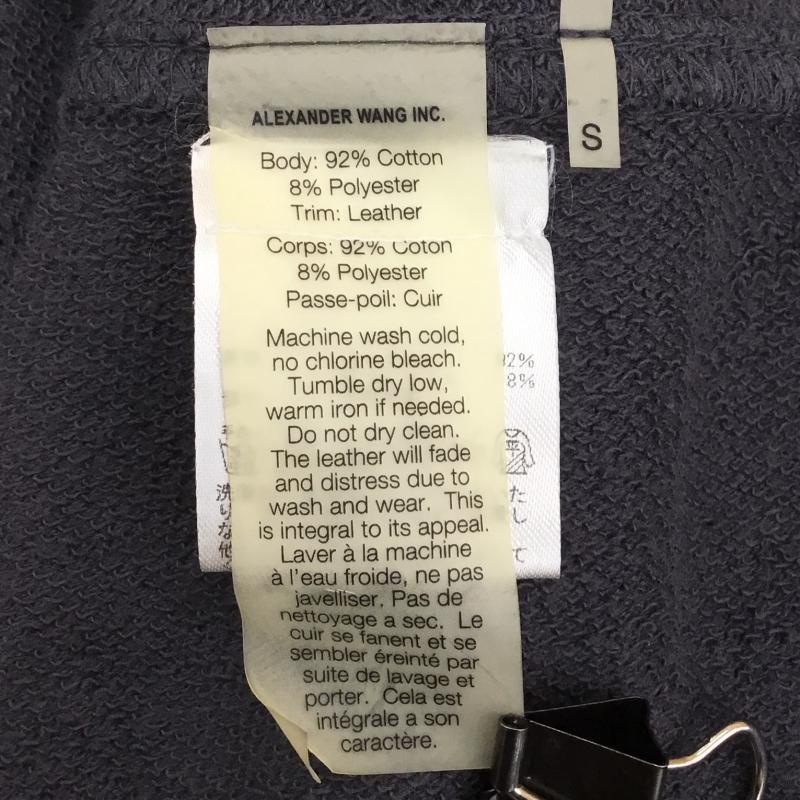 ALEXANDER WANG INC.
Body: 92% Cotton
8% Polyester
Trim: Leather
Corps: 92% Coton
8% Polyester
Passe-poil: Cuir
Machine wash cold,
no chlorine bleach.
Tumble dry low,
warm iron if needed.
Do not dry clean.
The leather will fade
and distress due to
wash and wear. This
is integral to its appeal.
Laver à la machine
à l'eau froide, ne pas
javelliser. Pas de
nettoyage a sec. Le
cuir se fanent et se
sembler éreinté par
suite de lavage et
porter. Cela est
intégrale a son
caractère.
S
92%
8%